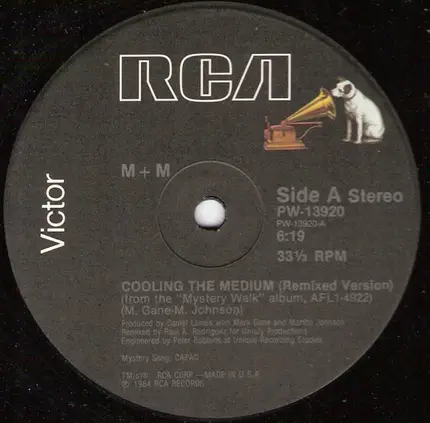 RCA
Victor
M + M
Side A Stereo
PW-13920
PW-13920-A
6:19
33⅓ RPM
COOLING THE MEDIUM (Remixed Version)
(from the "Mystery Walk" album, AFL1-4922)
(M. Gane-M. Johnson)
Produced by Daniel Lanois with Mark Gane and Martha Johnson
Remixed by Raul A. Rodriguez for Unruly Productions
Engineered by Peter Robbins at Unique Recording Studios
Mystery Song, CAPAC
RCA CORP.—MADE IN U.S.A.
℗ 1984 RCA RECORDS